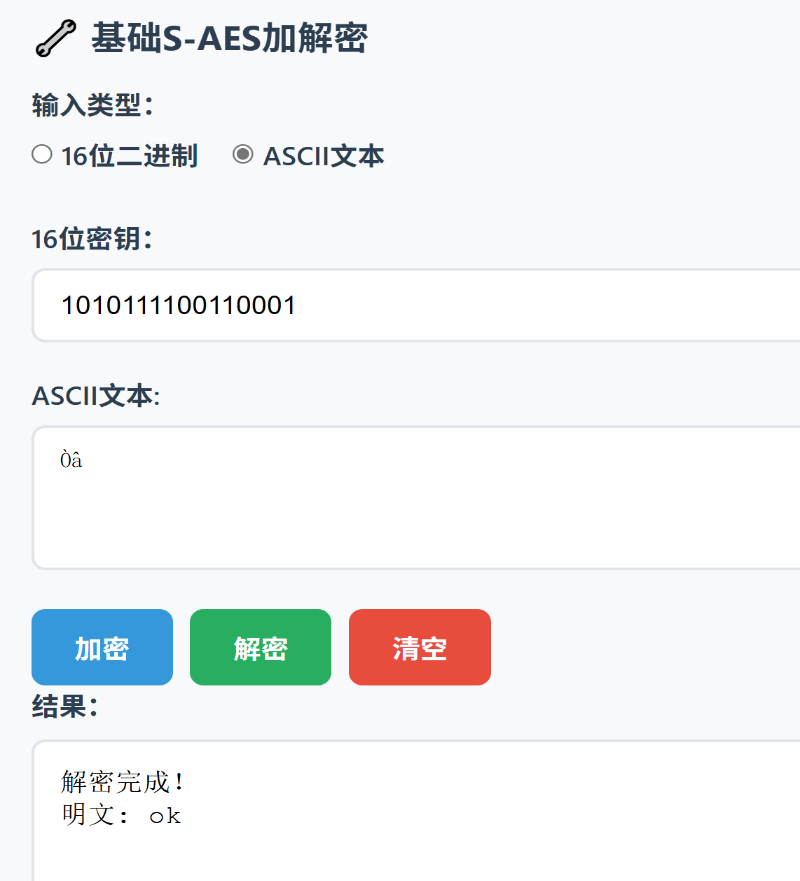 基础S-AES加解密
输入类型：
16位二进制 ASCII文本
16位密钥：
1010111100110001
ASCII文本:
Òâ
加密 解密 清空
结果：
解密完成！
明文: ok